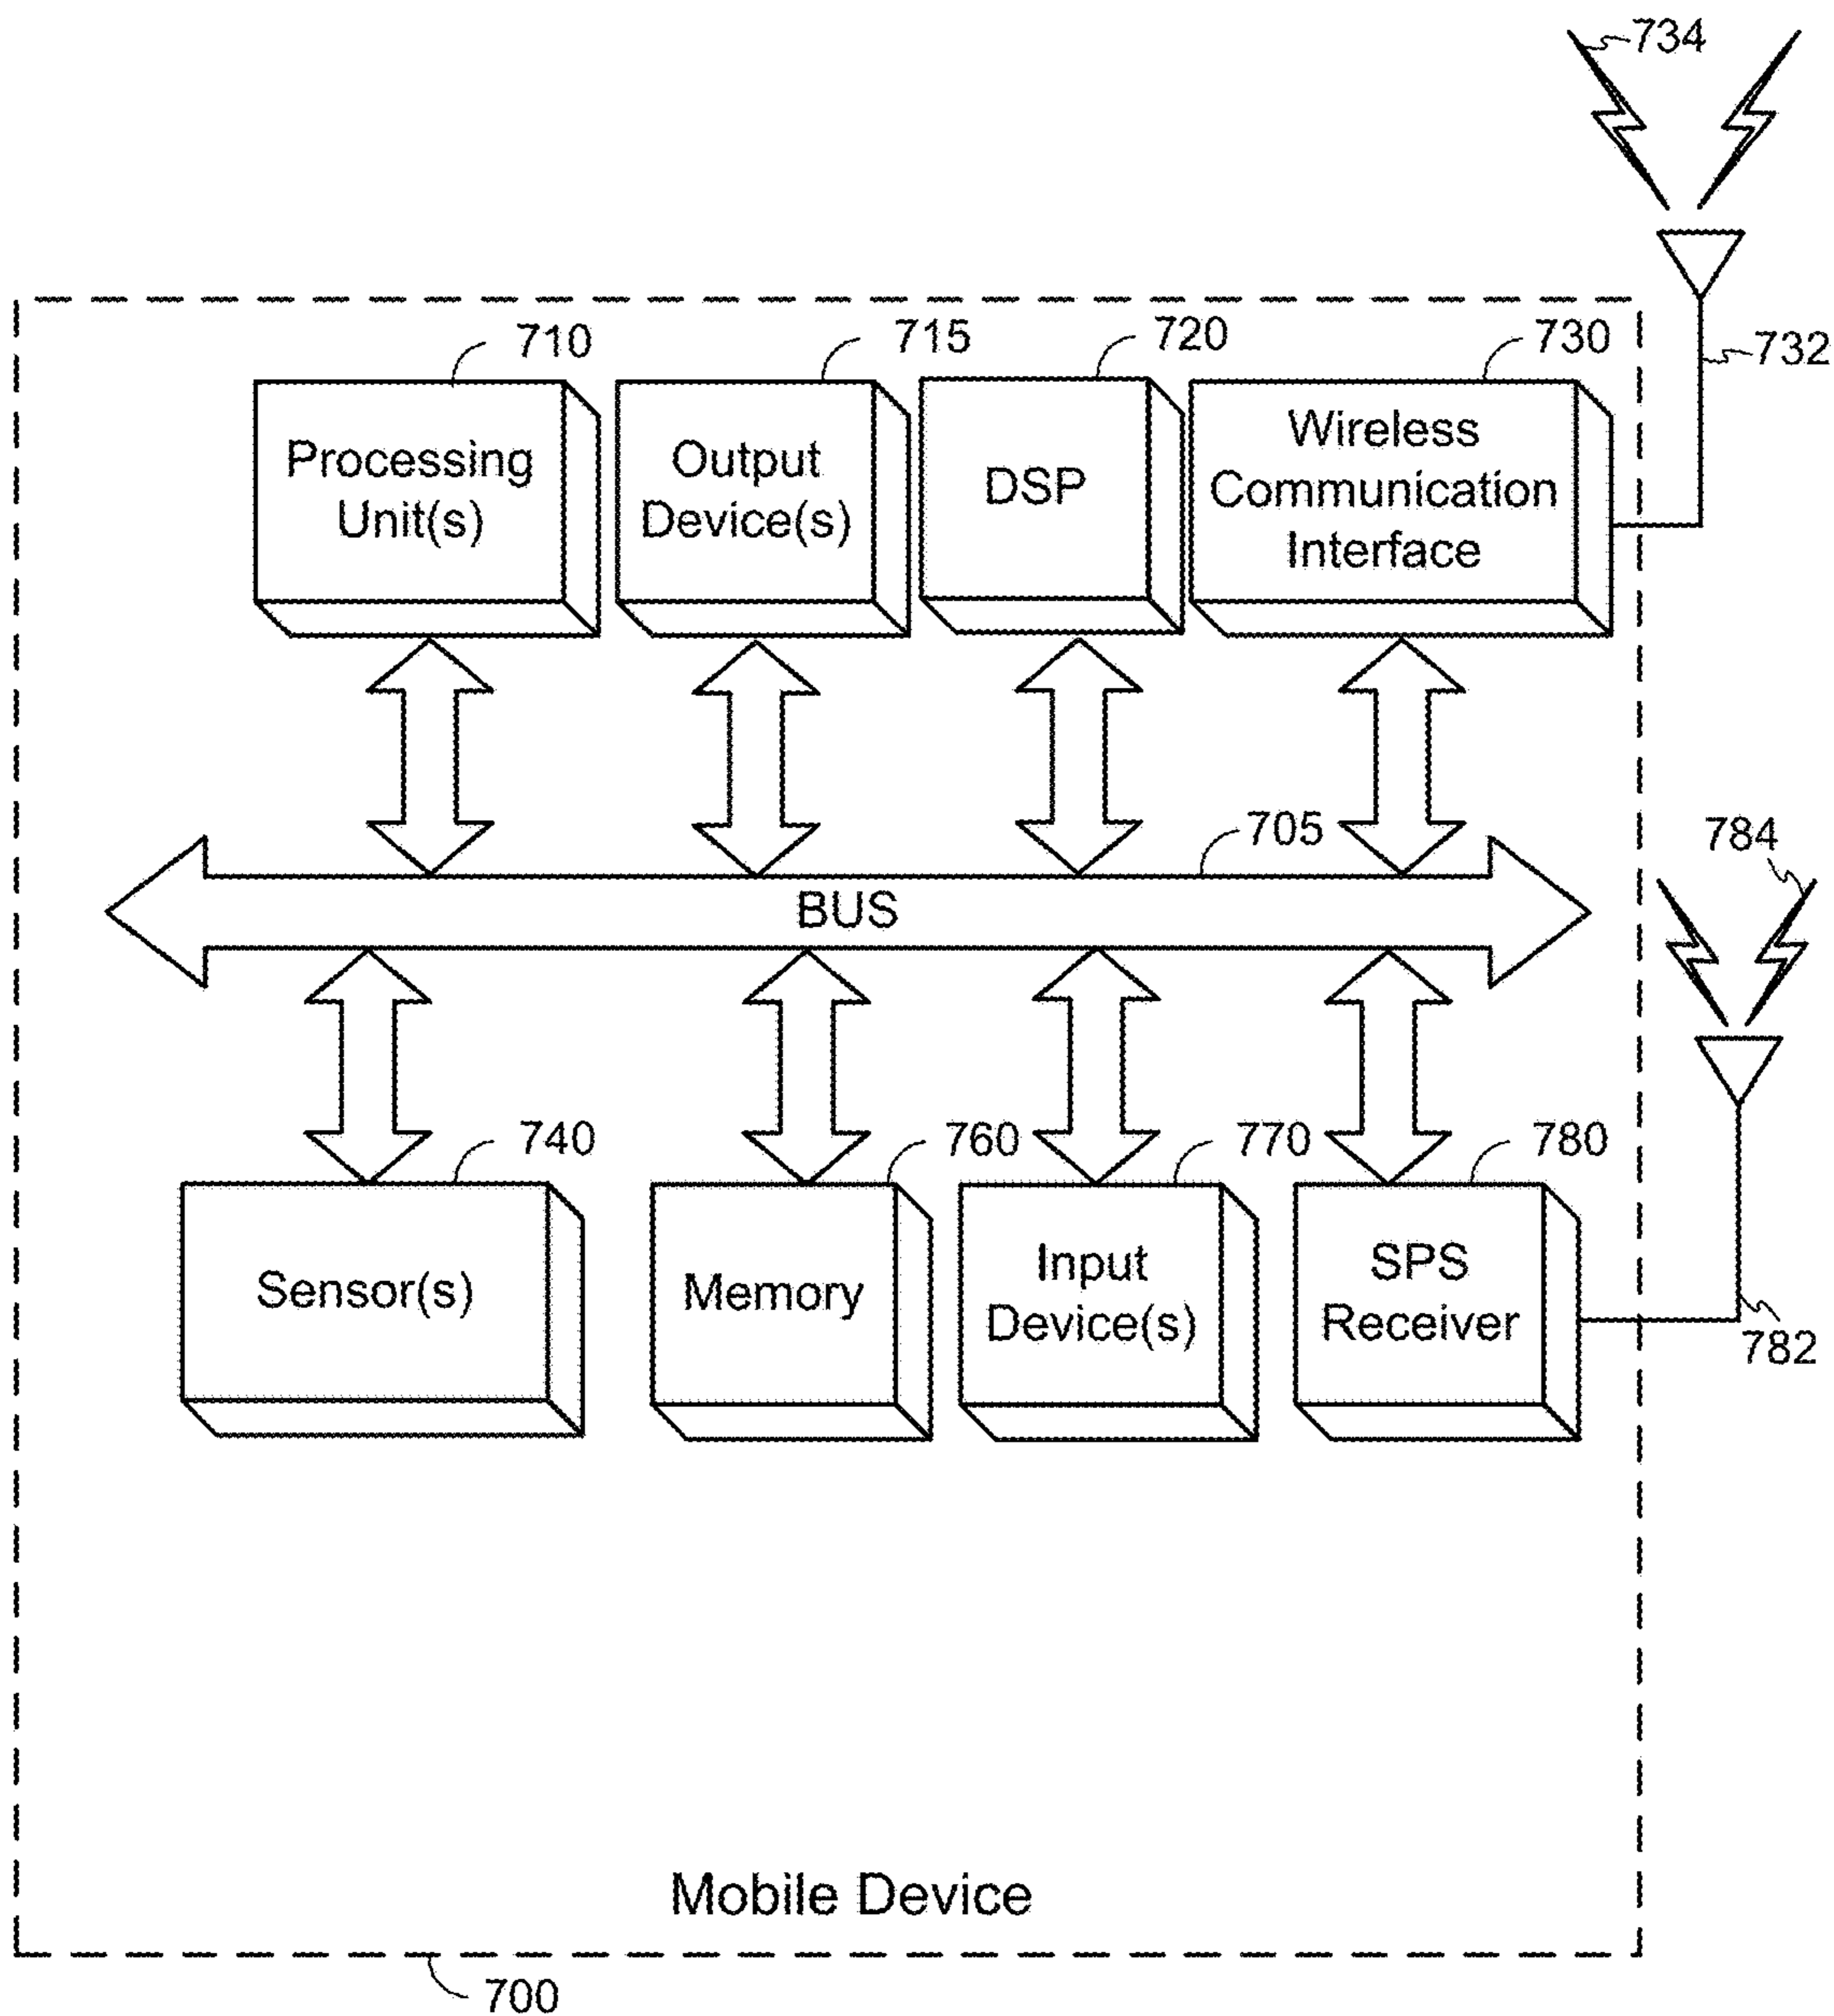 734
732
710
715
720
730
Processing
Unit(s)
Output
Device(s)
DSP
Wireless
Communication
Interface
705
BUS
784
740
760
770
780
782
Sensor(s)
Memory
Input
Device(s)
SPS
Receiver
Mobile Device
700